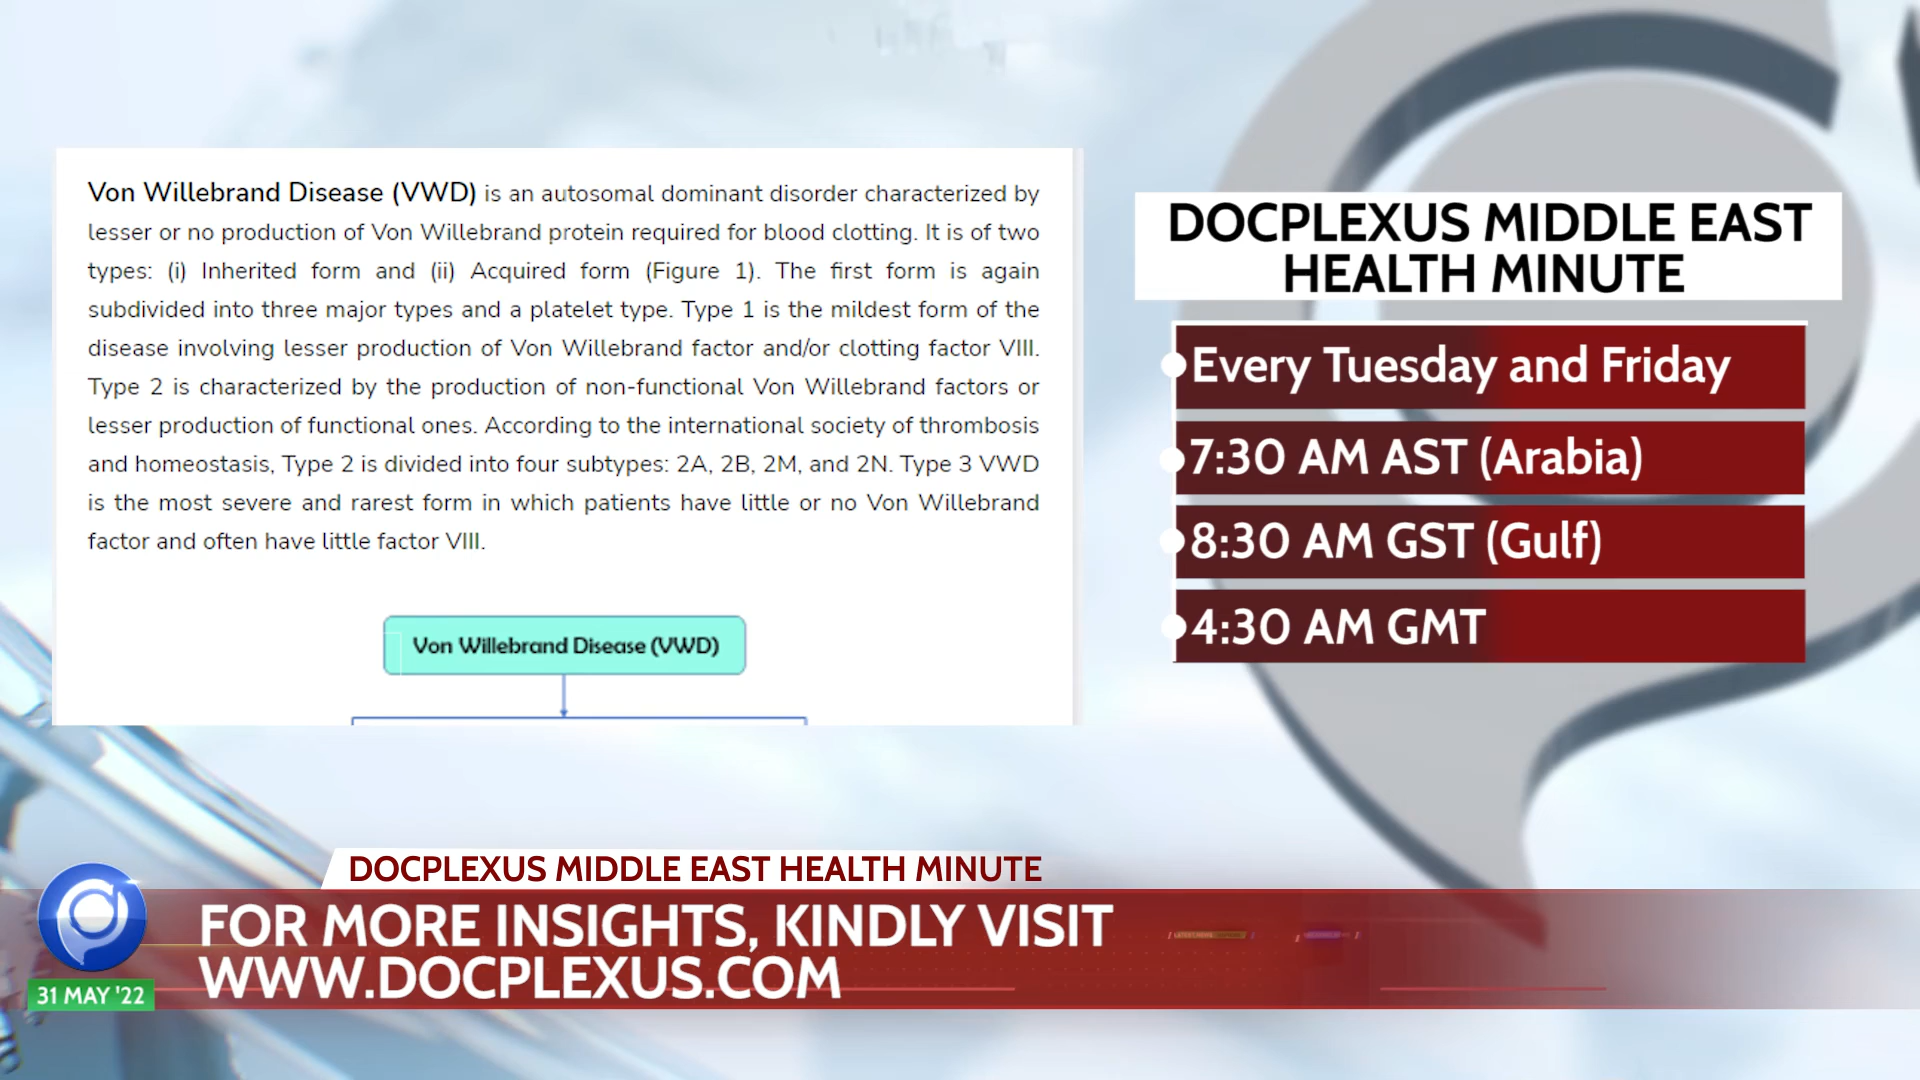 Von Willebrand Disease (VWD) is an autosomal dominant disorder characterized by
lesser or no production of Von Willebrand protein required for blood clotting. It is of two
types: (i) Inherited form and (ii) Acquired form (Figure 1). The first form is again
subdivided into three major types and a platelet type. Type 1 is the mildest form of the
disease involving lesser production of Von Willebrand factor and/or clotting factor VIII.
Type 2 is characterized by the production of non-functional Von Willebrand factors or
lesser production of functional ones. According to the international society of thrombosis
and homeostasis, Type 2 is divided into four subtypes: 2A, 2B, 2M, and 2N. Type 3 VWD
is the most severe and rarest form in which patients have little or no Von Willebrand
factor and often have little factor VIII.
Von Willebrand Disease (VWD)
DOCPLEXUS MIDDLE EAST
HEALTH MINUTE
Every Tuesday and Friday
7:30 AM AST (Arabia)
8:30 AM GST (Gulf)
4:30 AM GMT
DOCPLEXUS MIDDLE EAST HEALTH MINUTE
FOR MORE INSIGHTS, KINDLY VISIT
WWW.DOCPLEXUS.COM
31 MAY '22